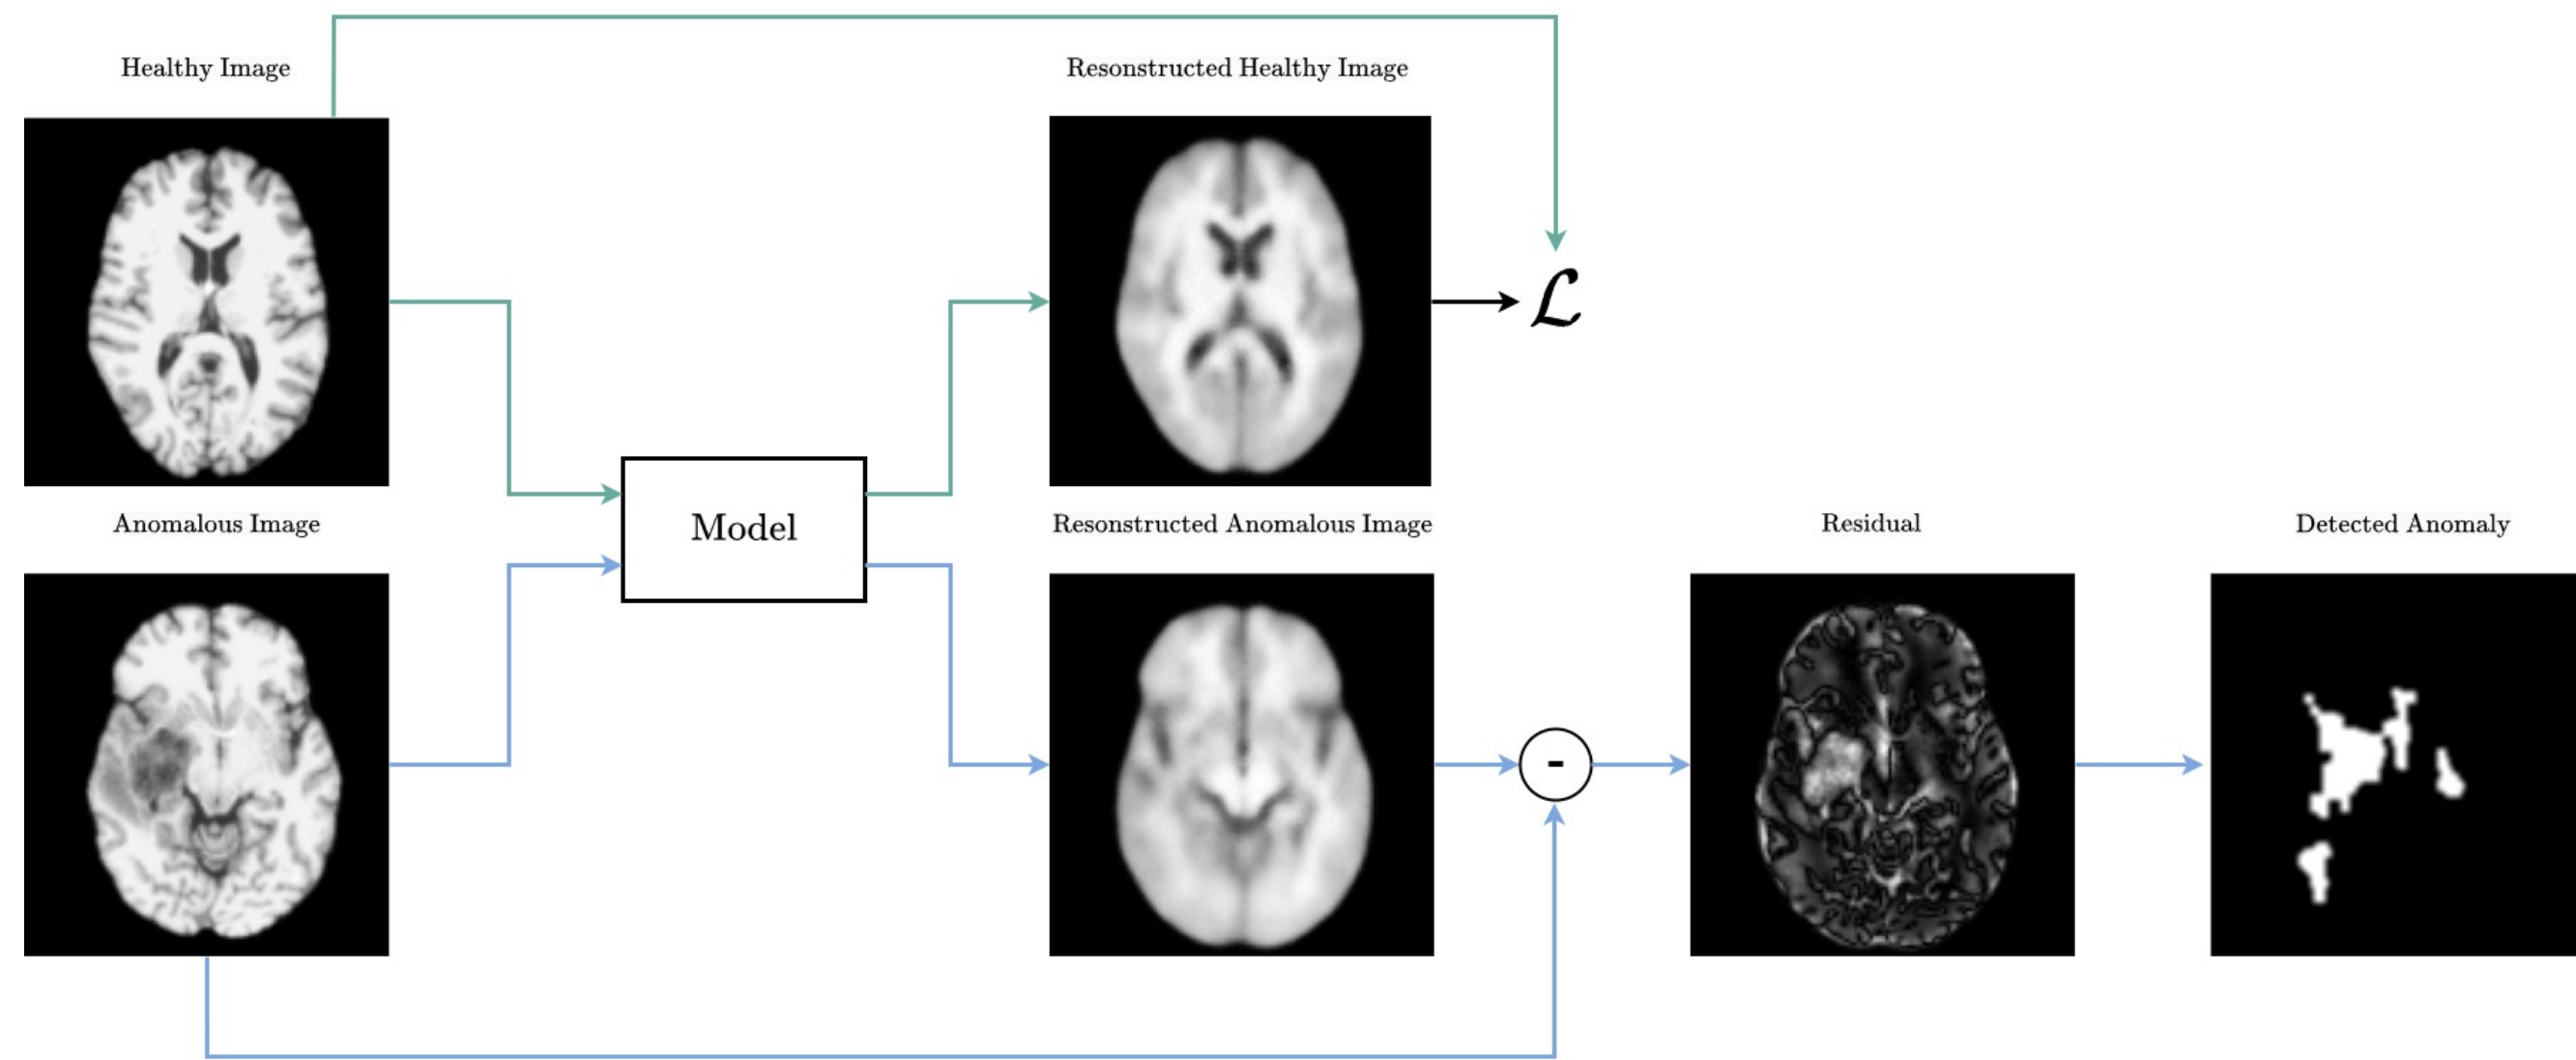 Healthy Image
Resonstructed Healthy Image
ℒ
Model
Anomalous Image
Resonstructed Anomalous Image
Residual
Detected Anomaly
-